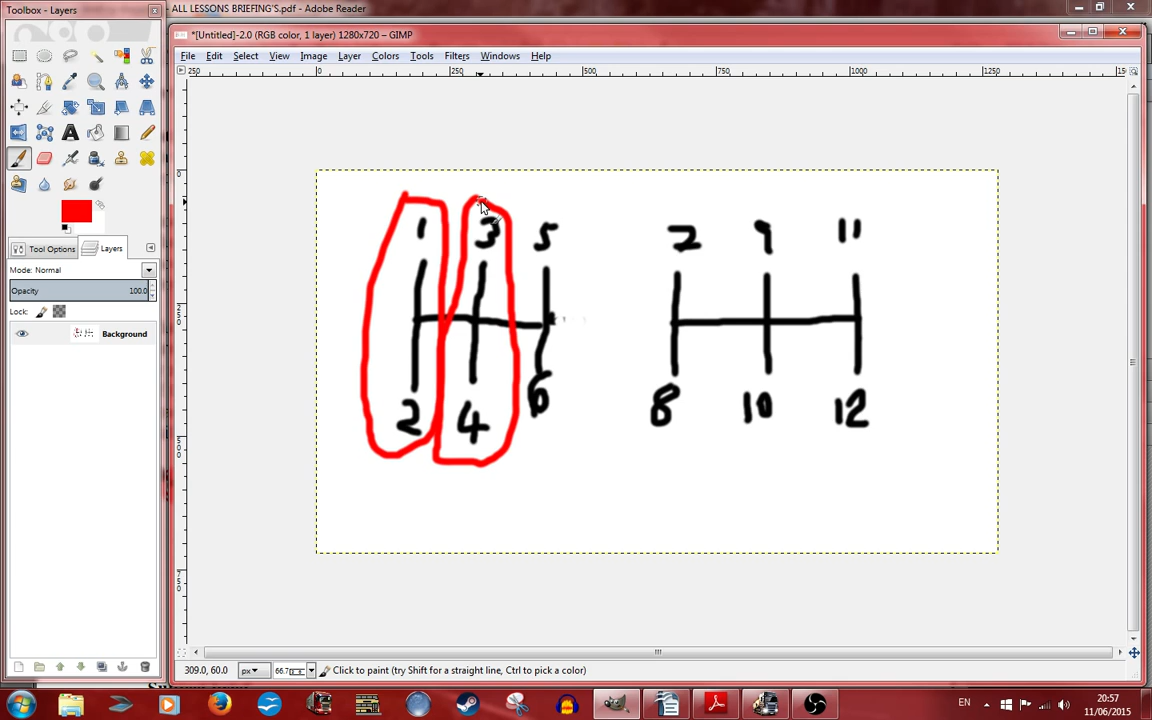 Toolbox - Layers
- ALL LESSONS BRIEFING'S.pdf - Adobe Reader
*[Untitled]-2.0 (RGB color, 1 layer) 1280x720 – GIMP
File Edit Select View Image Layer Colors Tools Filters Windows Help
250 0 250 500 750 1000 1250
Tool Options Layers
Mode: Normal
Opacity 100.0
Lock:
Background
1 3 5 7 9 11
2 4 6 8 10 12
0
250
500
750
309.0, 60.0 px 66.7 Click to paint (try Shift for a straight line, Ctrl to pick a color)
EN 20:57
11/06/2015